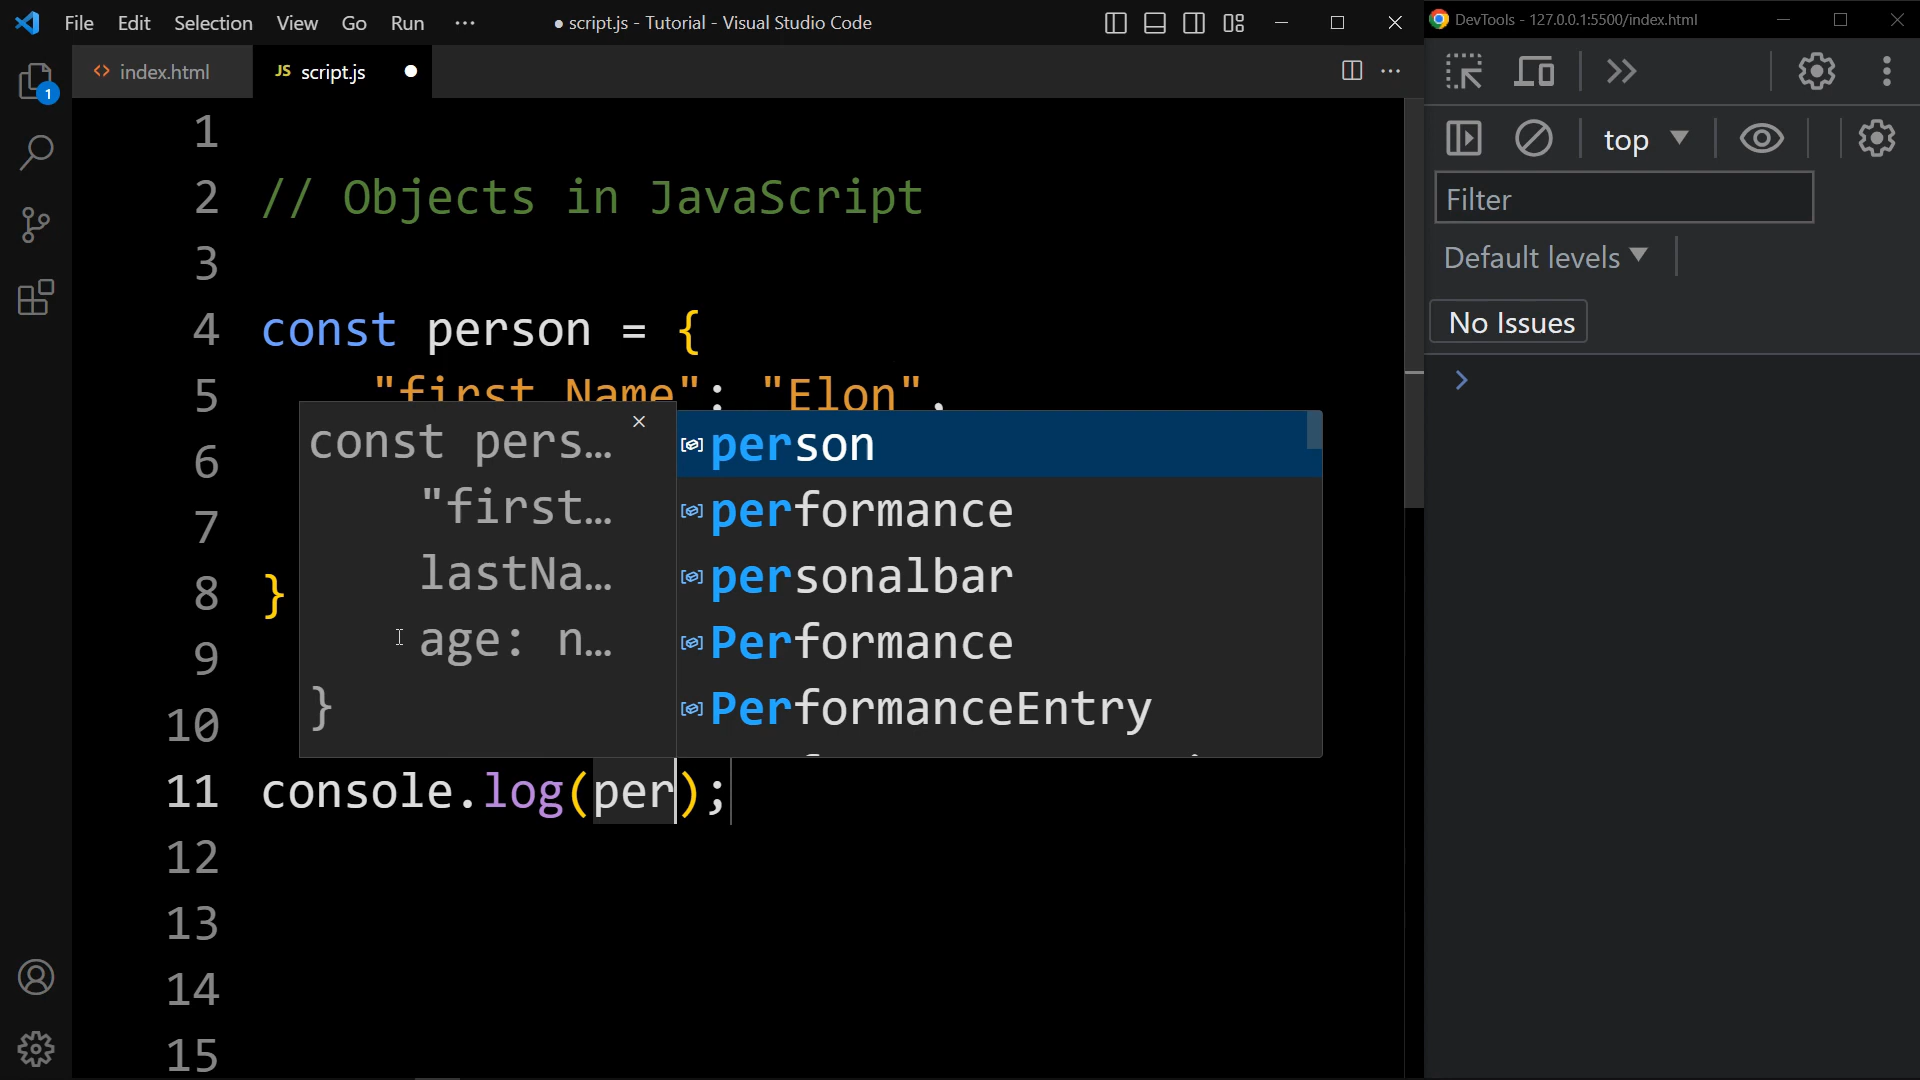 File Edit Selection View Go Run ···
● script.js - Tutorial - Visual Studio Code
DevTools - 127.0.0.1:5500/index.html
<> index.html
JS script.js ●
1
top
Filter
Default levels
No Issues
>
1
2 // Objects in JavaScript
3
4 const person = {
5 "first Name": "Elon",
6
7
8 }
9
10
11 console.log(per);
12
13
14
15
const pers…
"first…
lastNa…
age: n…
}
person
performance
personalbar
Performance
PerformanceEntry